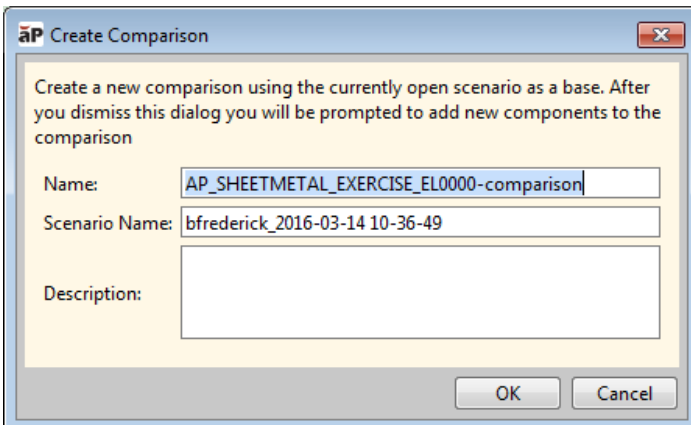 aP Create Comparison
Create a new comparison using the currently open scenario as a base. After
you dismiss this dialog you will be prompted to add new components to the
comparison
Name: AP_SHEETMETAL_EXERCISE_EL0000-comparison
Scenario Name: bfrederick_2016-03-14 10-36-49
Description:
OK Cancel